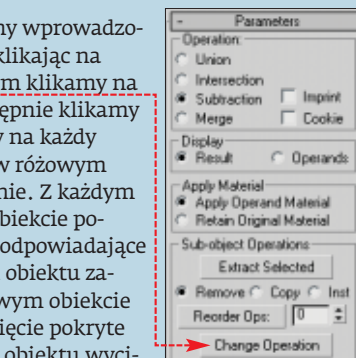 ny wprowadzo-
klikając na
m klikamy na
ępnie klikamy
y na każdy
w różowym
nie. Z każdym
biekcie po-
odpowiadające
obiektu za-
wym obiekcie
ięcie pokryte
obiektu wyci-
- Parameters
Operation:
Union
Intersection
Subtraction Imprint
Merge Cookie
Display
Result Operands
Apply Material
Apply Operand Material
Retain Original Material
Sub-object Operations
Extract Selected
Remove Copy Inst
Reorder Ops: 0
Change Operation